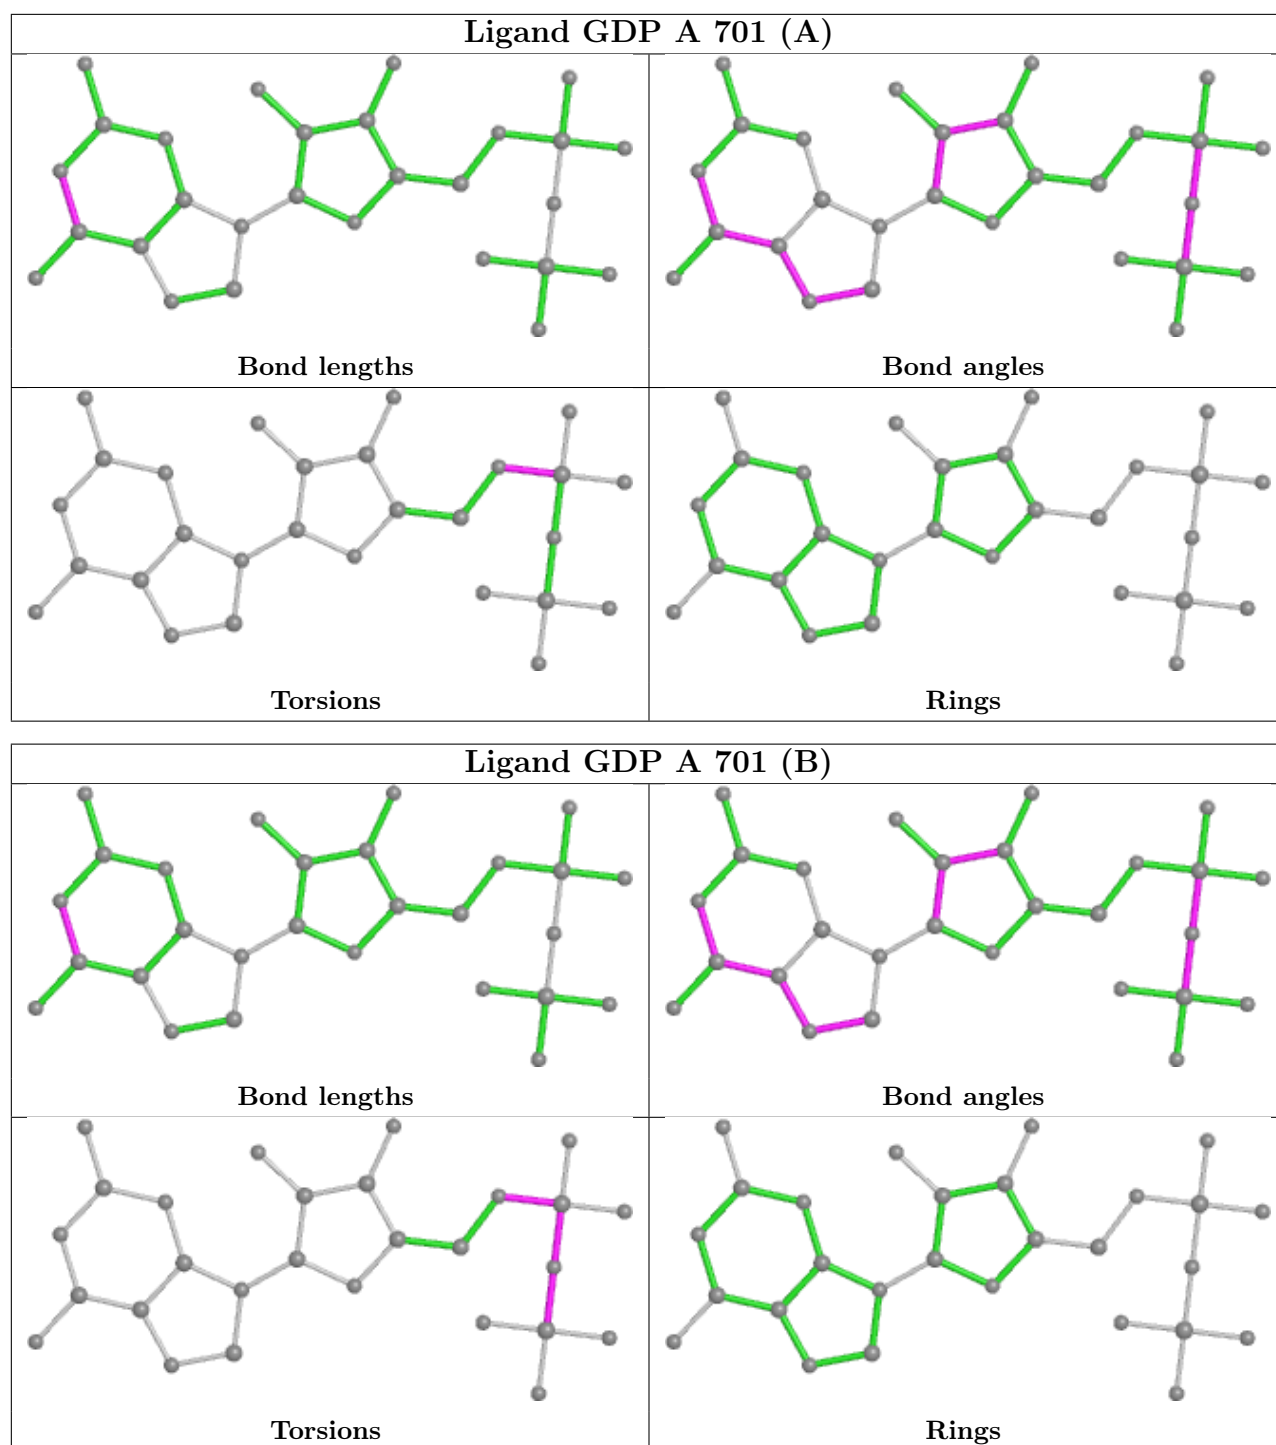 Ligand GDP A 701 (A)
Bond lengths
Bond angles
Torsions
Rings
Ligand GDP A 701 (B)
Bond lengths
Bond angles
Torsions
Rings